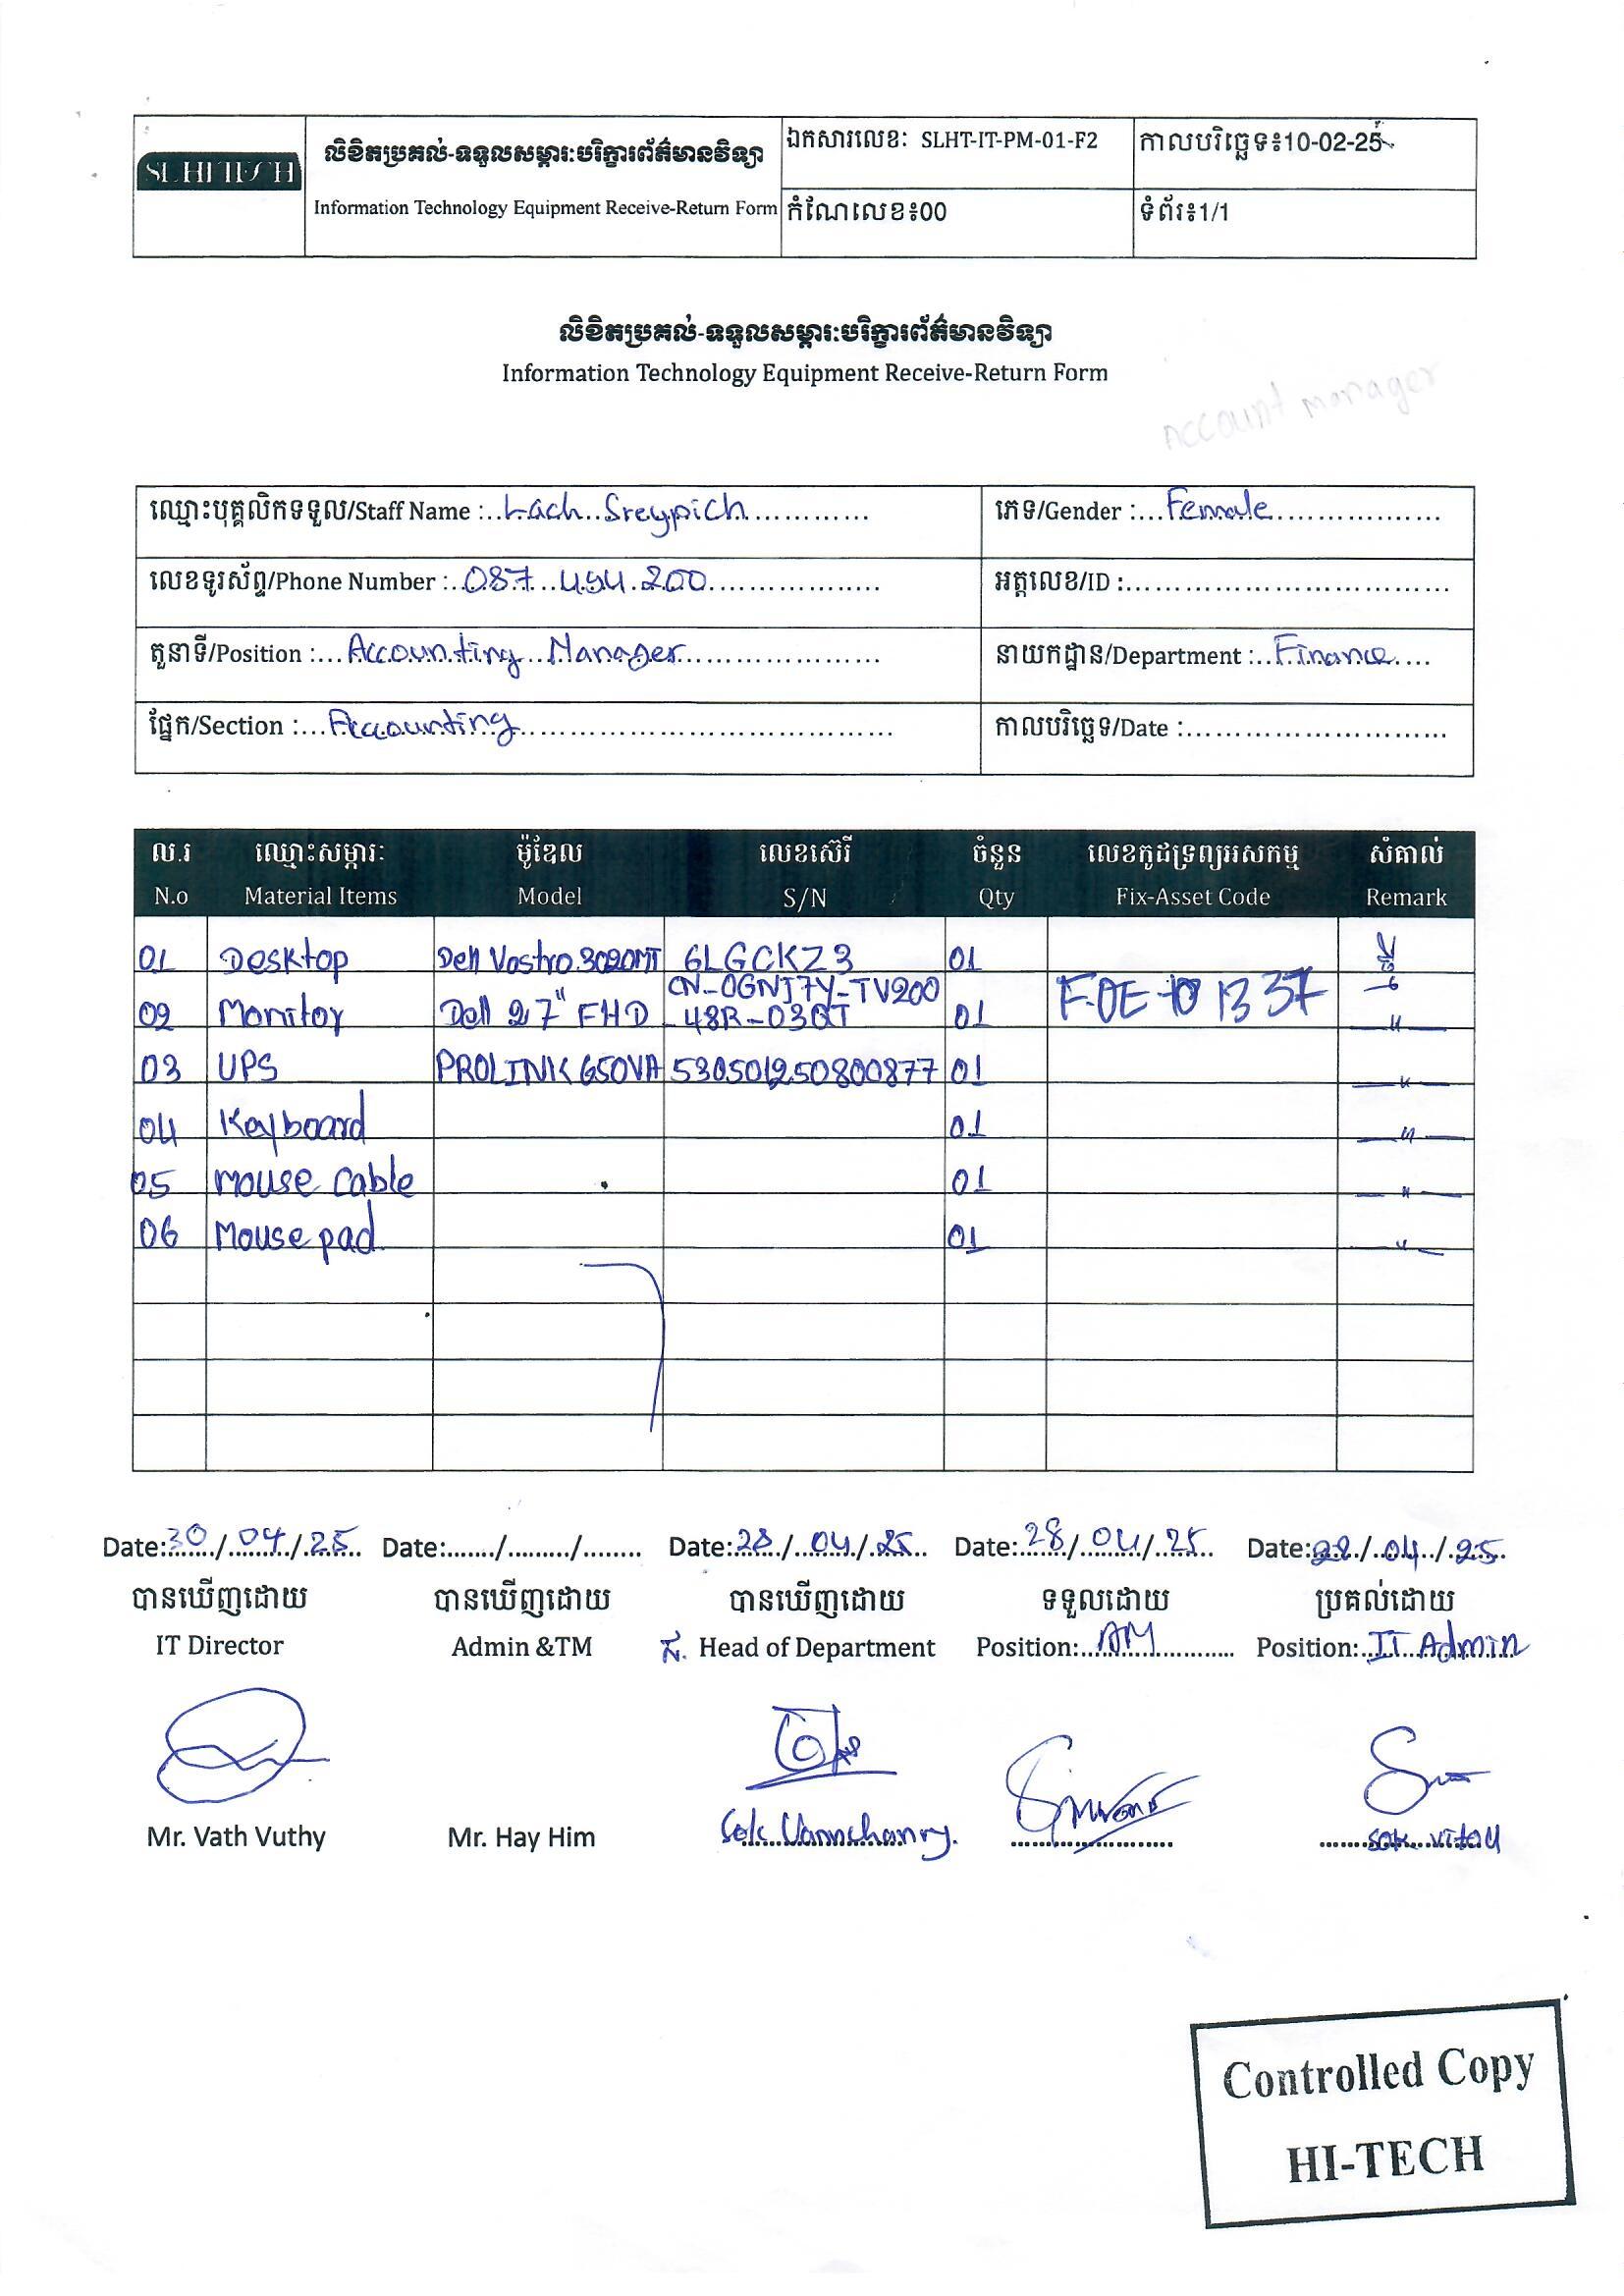 SLHT TECH
លិខិតប្រគល់-ទទួលសម្ភារៈបរិក្ខារព័ត៌មានវិទ្យា
Information Technology Equipment Receive-Return Form
ឯកសារលេខៈ SLHT-IT-PM-01-F2
កាលបរិច្ឆេទ៖10-02-25
កំណែលេខ៖00
ទំព័រ៖1/1
លិខិតប្រគល់-ទទួលសម្ភារៈបរិក្ខារព័ត៌មានវិទ្យា
Information Technology Equipment Receive-Return Form
Account manager
ឈ្មោះបុគ្គលិកទទួល/Staff Name : Lach Sreypich
ភេទ/Gender : Female
លេខទូរស័ព្ទ/Phone Number : 087 454 200
អត្តលេខ/ID :
តួនាទី/Position : Accounting Manager
នាយកដ្ឋាន/Department : Finance
ផ្នែក/Section : Accounting
កាលបរិច្ឆេទ/Date :
ល.រ ឈ្មោះសម្ភារៈ ម៉ូឌែល លេខស៊េរី ចំនួន លេខកូដទ្រព្យអសកម្ម សំគាល់
N.o Material Items Model S/N Qty Fix-Asset Code Remark
01 Desktop Dell Vostro 3020MT 6LGCKZ3 01 ថ្មី
02 Monitor Dell 27" FHD CN-0GNJ7Y-TV200-48R-03QT 01 F.OE-101337 "
03 UPS PROLINK 650VA 530501250800877 01 "
04 Keyboard 01 "
05 mouse cable 01 "
06 Mouse pad 01 "
Date: 30/04/25 Date:......./........./........ Date: 28/04/25 Date: 28/04/25 Date: 28/04/25
បានឃើញដោយ បានឃើញដោយ បានឃើញដោយ ទទួលដោយ ប្រគល់ដោយ
IT Director Admin &TM Head of Department Position: AM Position: IT Admin
Mr. Vath Vuthy Mr. Hay Him Sok Vannchanry. Sok Vitou
Controlled Copy
HI-TECH